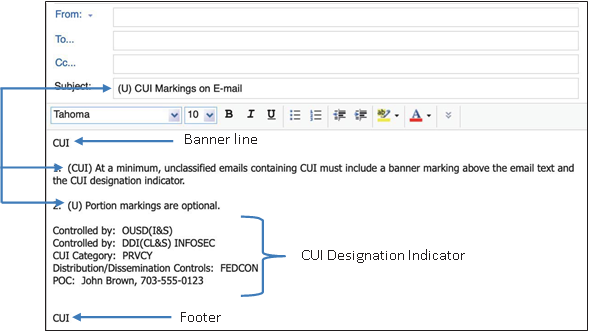 From:
To...
Cc...
Subject: (U) CUI Markings on E-mail
Tahoma 10 B I U A
CUI Banner line
1. (CUI) At a minimum, unclassified emails containing CUI must include a banner marking above the email text and
the CUI designation indicator.
2. (U) Portion markings are optional.
Controlled by: OUSD(I&S)
Controlled by: DDI(CL&S) INFOSEC
CUI Category: PRVCY
CUI Designation Indicator
Distribution/Dissemination Controls: FEDCON
POC: John Brown, 703-555-0123
CUI Footer